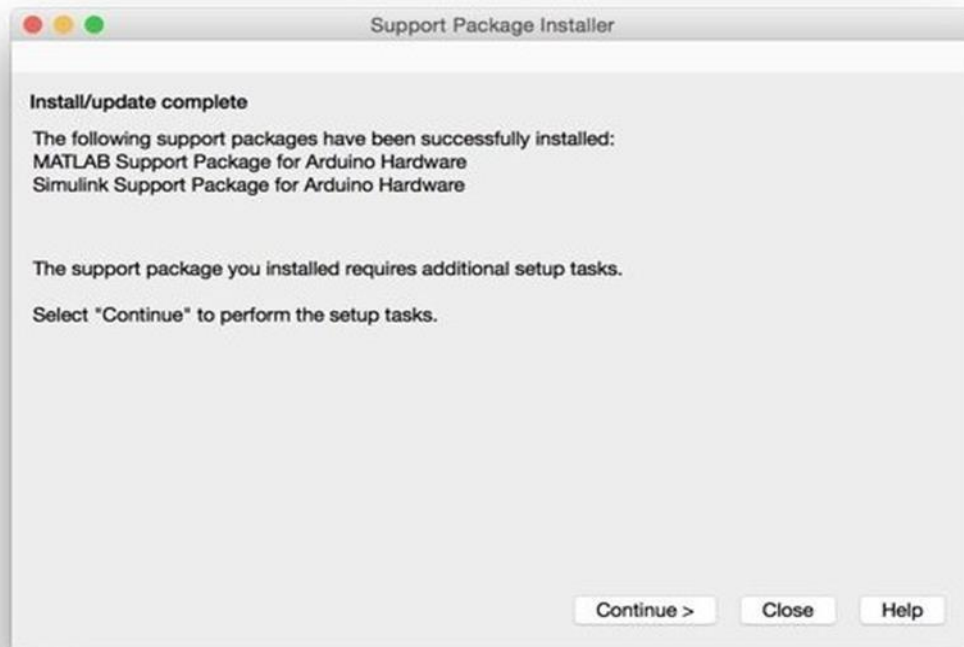 Support Package Installer
Install/update complete
The following support packages have been successfully installed:
MATLAB Support Package for Arduino Hardware
Simulink Support Package for Arduino Hardware
The support package you installed requires additional setup tasks.
Select "Continue" to perform the setup tasks.
Continue > Close Help